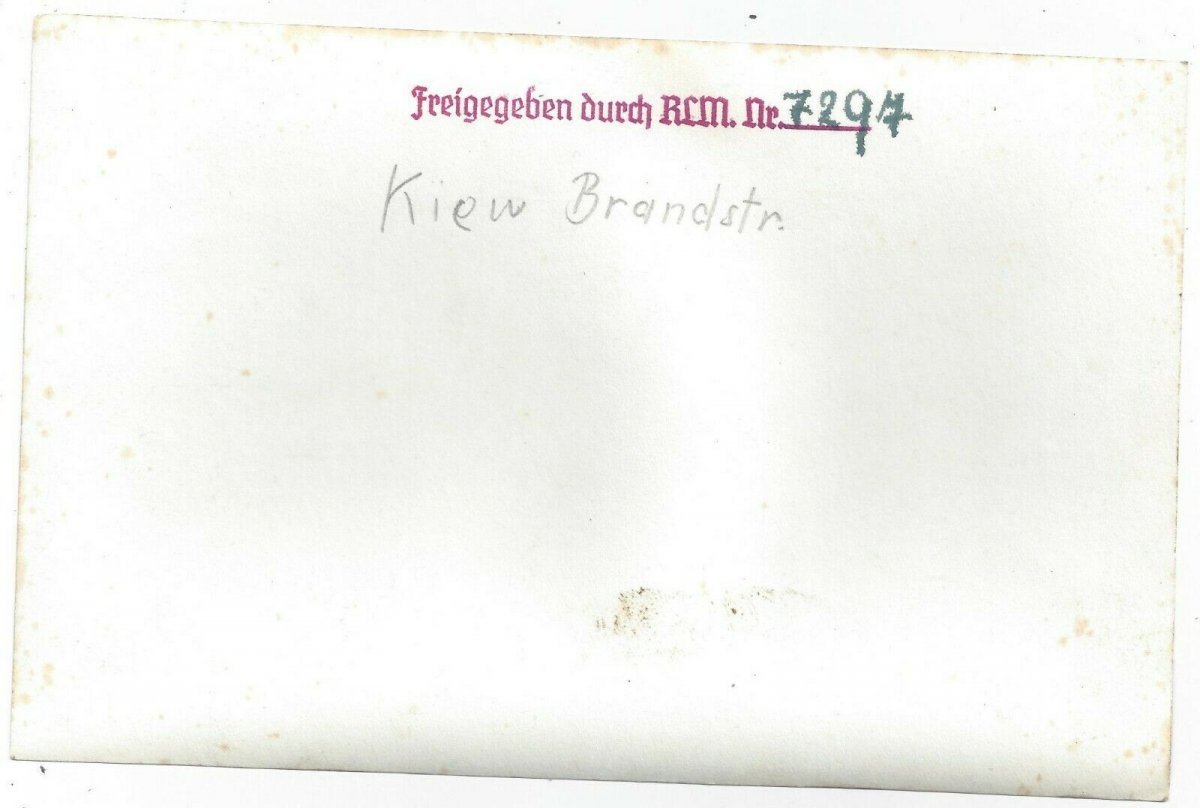 Freigegeben durch RLM. Nr. 7297
Kiew Brandstr.